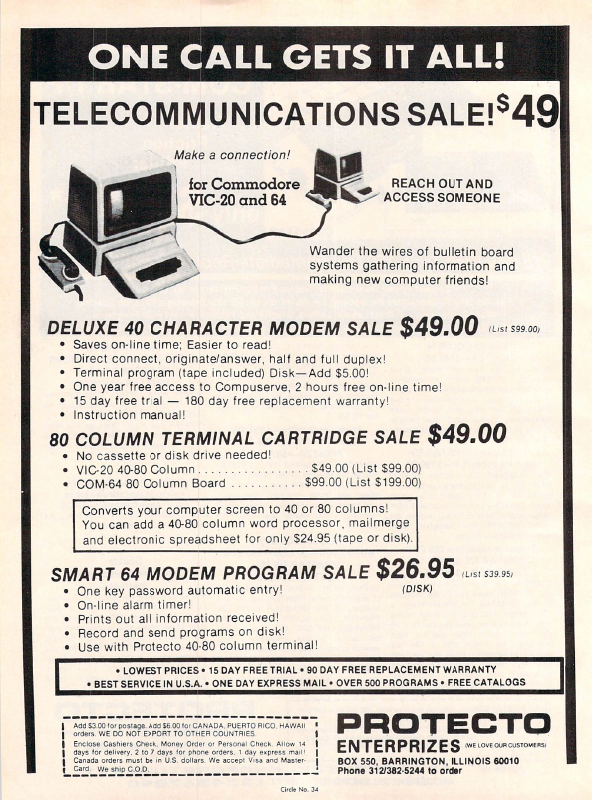 ONE CALL GETS IT ALL!
TELECOMMUNICATIONS SALE! $49
Make a connection!
for Commodore
VIC-20 and 64
REACH OUT AND
ACCESS SOMEONE
Wander the wires of bulletin board
systems gathering information and
making new computer friends!
DELUXE 40 CHARACTER MODEM SALE $49.00 (List $99.00)
• Saves on-line time; Easier to read!
• Direct connect, originate/answer, half and full duplex!
• Terminal program (tape included) Disk—Add $5.00!
• One year free access to Compuserve, 2 hours free on-line time!
• 15 day free trial — 180 day free replacement warranty!
• Instruction manual!
80 COLUMN TERMINAL CARTRIDGE SALE $49.00
• No cassette or disk drive needed!
• VIC-20 40-80 Column . . . . . . . . . . . . . . . . $49.00 (List $99.00)
• COM-64 80 Column Board . . . . . . . . . . . $99.00 (List $199.00)
Converts your computer screen to 40 or 80 columns!
You can add a 40-80 column word processor, mailmerge
and electronic spreadsheet for only $24.95 (tape or disk).
SMART 64 MODEM PROGRAM SALE $26.95 (List $39.95)
(DISK)
• One key password automatic entry!
• On-line alarm timer!
• Prints out all information received!
• Record and send programs on disk!
• Use with Protecto 40-80 column terminal!
• LOWEST PRICES • 15 DAY FREE TRIAL • 90 DAY FREE REPLACEMENT WARRANTY
• BEST SERVICE IN U.S.A. • ONE DAY EXPRESS MAIL • OVER 500 PROGRAMS • FREE CATALOGS
Add $3.00 for postage. Add $6.00 for CANADA, PUERTO RICO, HAWAII
orders. WE DO NOT EXPORT TO OTHER COUNTRIES.
Enclose Cashiers Check, Money Order or Personal Check. Allow 14
days for delivery, 2 to 7 days for phone orders, 1 day express mail!
Canada orders must be in U.S. dollars. We accept Visa and Master-
Card. We ship C.O.D.
PROTECTO
ENTERPRIZES (WE LOVE OUR CUSTOMERS)
BOX 550, BARRINGTON, ILLINOIS 60010
Phone 312/382-5244 to order
Circle No. 34